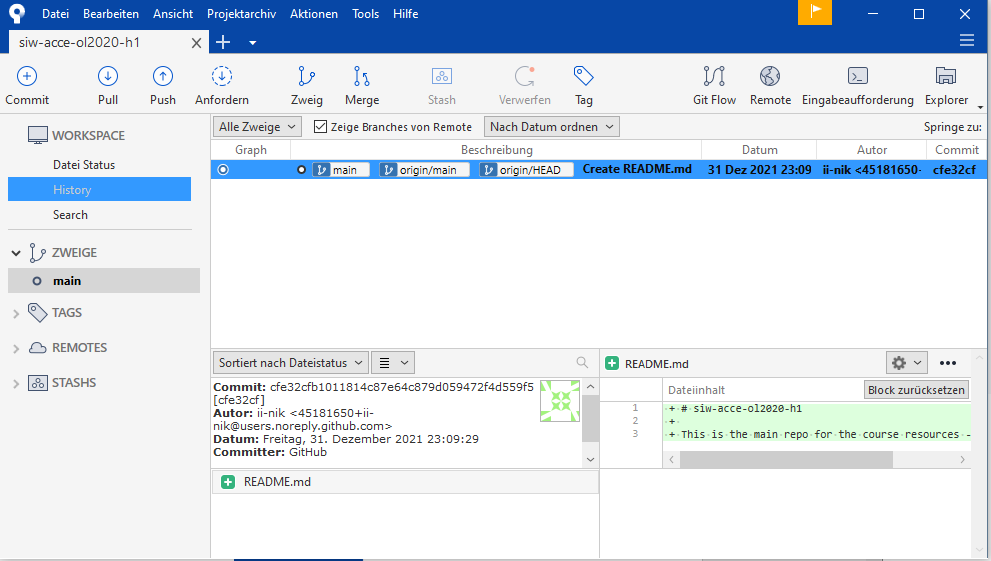 Datei Bearbeiten Ansicht Projektarchiv Aktionen Tools Hilfe
siw-acce-ol2020-h1
Commit Pull Push Anfordern Zweig Merge Stash Verwerfen Tag Git Flow Remote Eingabeaufforderung Explorer
WORKSPACE
Datei Status
History
Search
ZWEIGE
main
TAGS
REMOTES
STASHS
Alle Zweige Zeige Branches von Remote Nach Datum ordnen Springe zu:
Graph Beschreibung Datum Autor Commit
main origin/main origin/HEAD Create README.md 31 Dez 2021 23:09 ii-nik <45181650+ cfe32cf
Sortiert nach Dateistatus
Commit: cfe32cfb1011814c87e64c879d059472f4d559f5
[cfe32cf]
Autor: ii-nik <45181650+ii-
nik@users.noreply.github.com>
Datum: Freitag, 31. Dezember 2021 23:09:29
Committer: GitHub
README.md
README.md
Dateiinhalt Block zurücksetzen
1 + # siw-acce-ol2020-h1
2 +
3 + This is the main repo for the course resources -